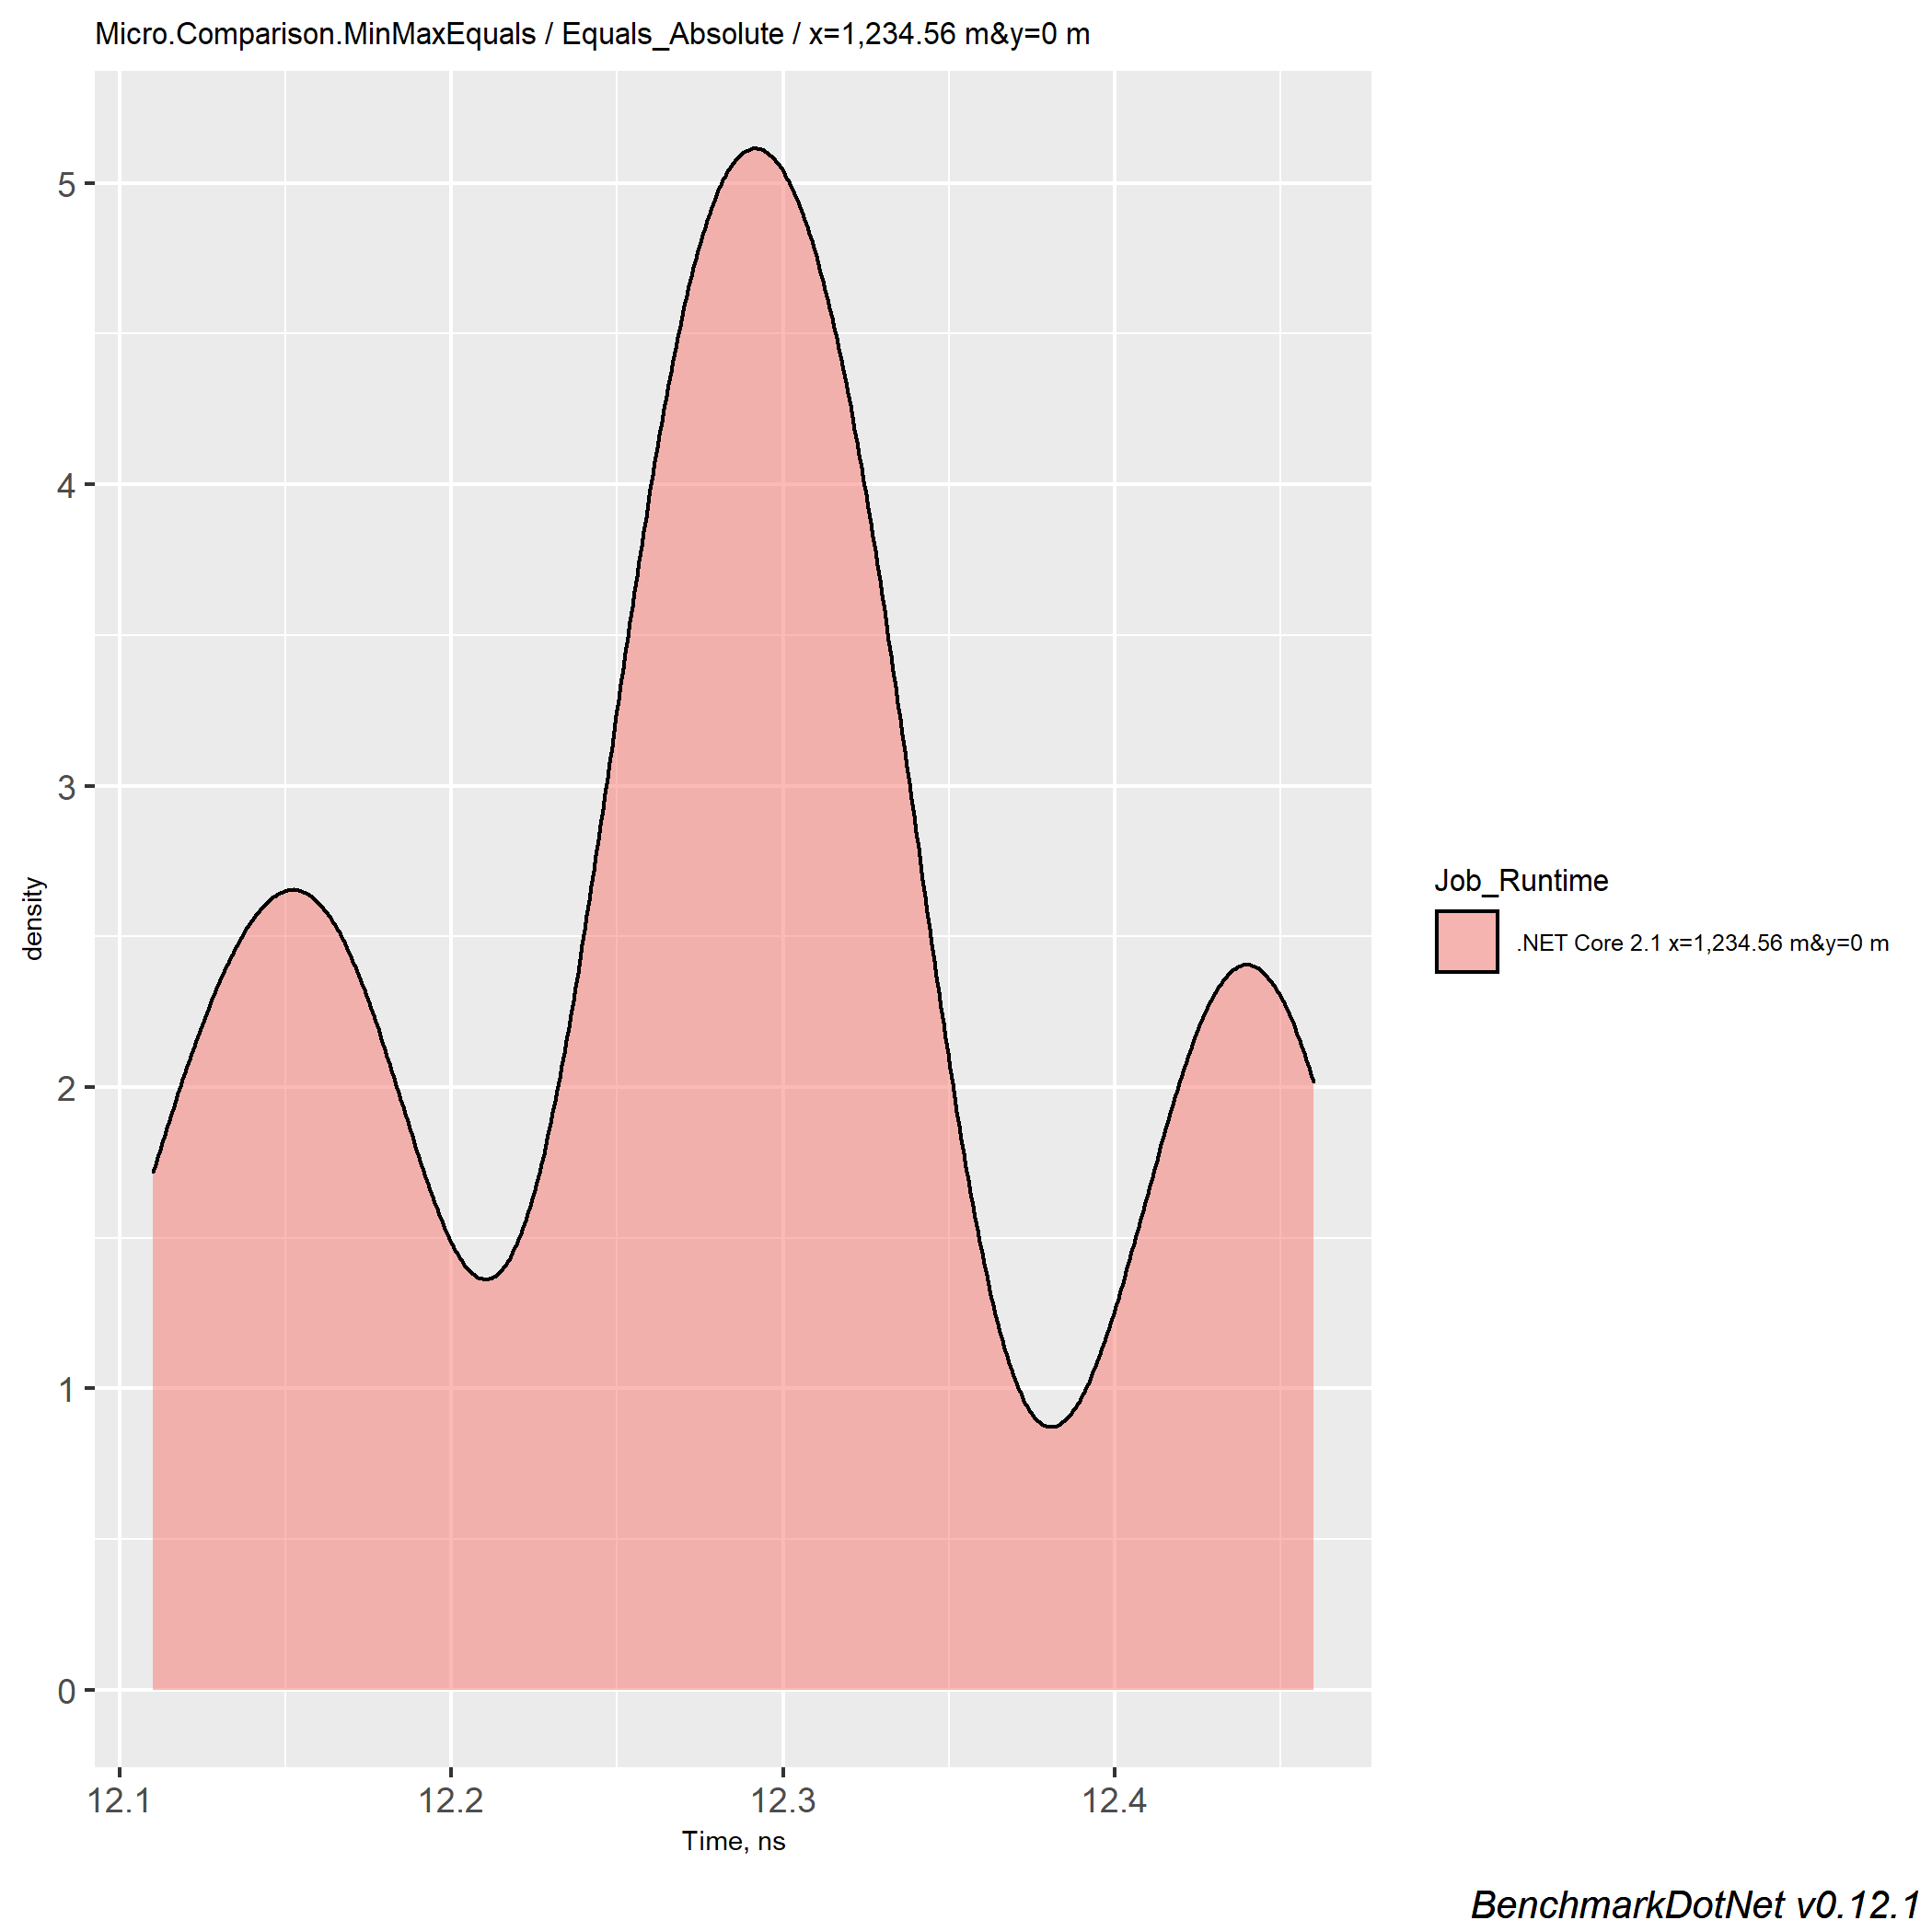 Micro.Comparison.MinMaxEquals / Equals_Absolute / x=1,234.56 m&y=0 m
5
4
3
2
1
0
density
12.1 12.2 12.3 12.4
Time, ns
Job_Runtime
.NET Core 2.1 x=1,234.56 m&y=0 m
BenchmarkDotNet v0.12.1